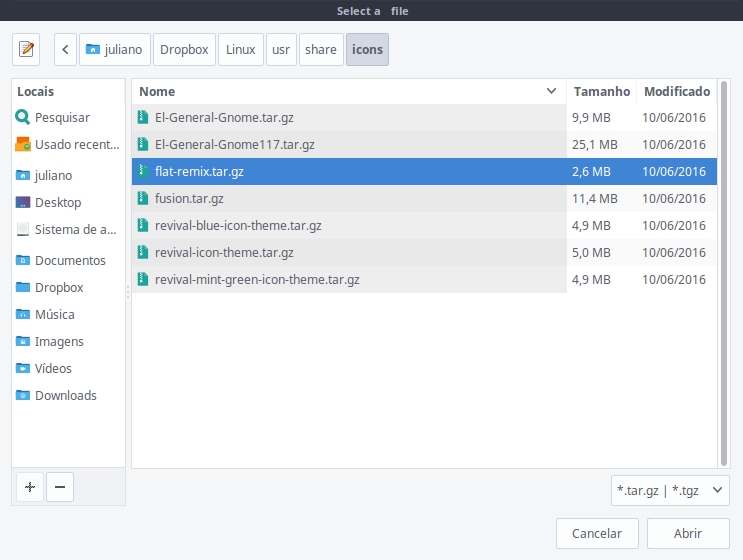 Select a file
juliano Dropbox Linux usr share icons
Locais
Pesquisar
Usado recent...
juliano
Desktop
Sistema de a...
Documentos
Dropbox
Música
Imagens
Vídeos
Downloads
Nome Tamanho Modificado
El-General-Gnome.tar.gz 9,9 MB 10/06/2016
El-General-Gnome117.tar.gz 25,1 MB 10/06/2016
flat-remix.tar.gz 2,6 MB 10/06/2016
fusion.tar.gz 11,4 MB 10/06/2016
revival-blue-icon-theme.tar.gz 4,9 MB 10/06/2016
revival-icon-theme.tar.gz 5,0 MB 10/06/2016
revival-mint-green-icon-theme.tar.gz 4,9 MB 10/06/2016
*.tar.gz | *.tgz
Cancelar Abrir